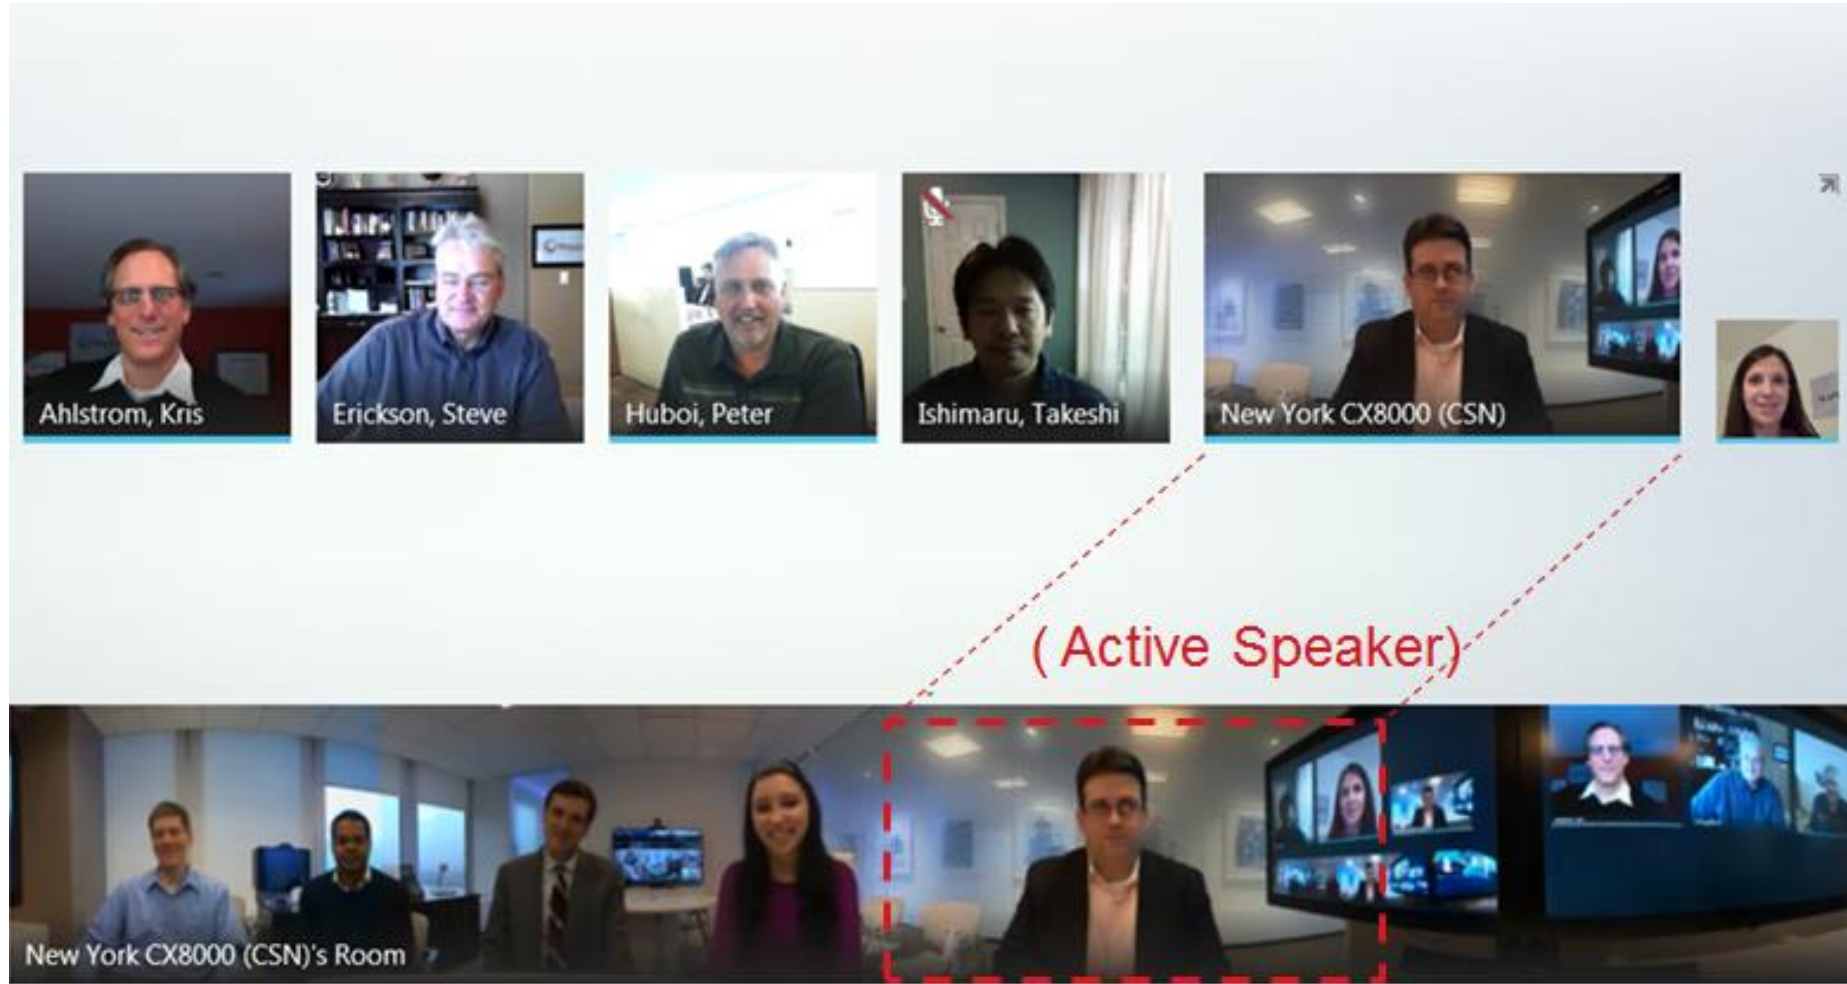 Ahlstrom, Kris
Erickson, Steve
Huboi, Peter
Ishimaru, Takeshi
New York CX8000 (CSN)
( Active Speaker)
New York CX8000 (CSN)'s Room